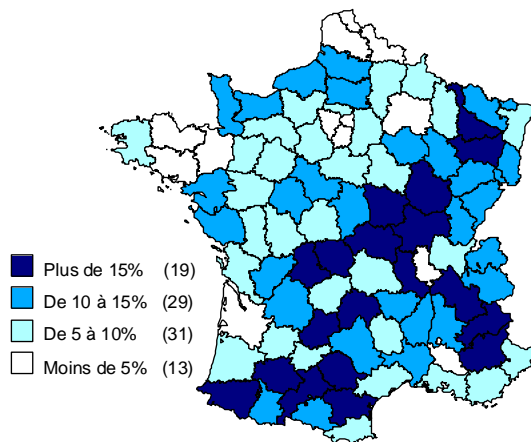 Plus de 15% (19)
De 10 à 15% (29)
De 5 à 10% (31)
Moins de 5% (13)